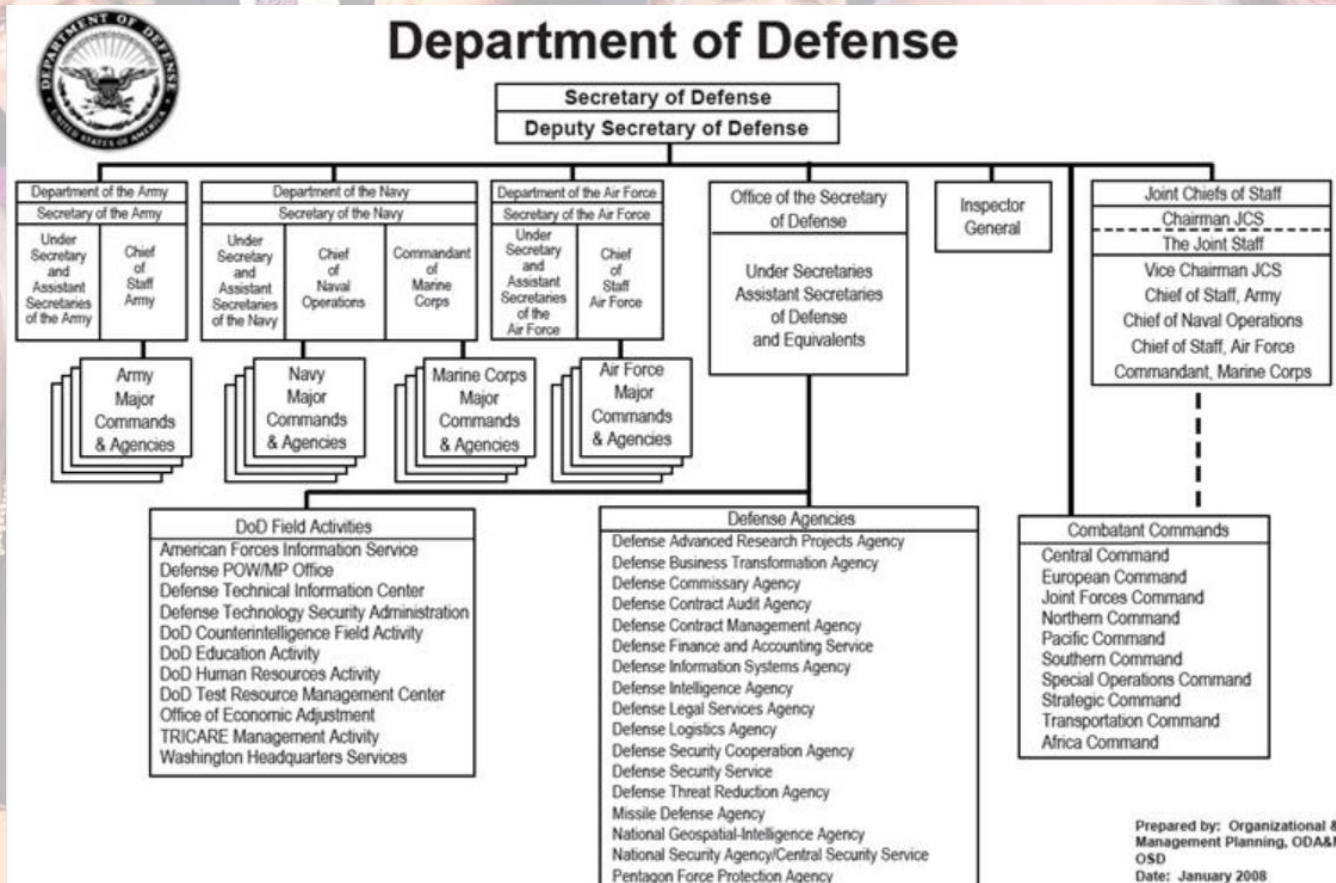 DEPARTMENT OF DEFENSE
UNITED STATES OF AMERICA
Department of Defense
Secretary of Defense
Deputy Secretary of Defense
Department of the Army
Secretary of the Army
Under
Secretary
and
Assistant
Secretaries
of the Army
Chief
of
Staff
Army
Department of the Navy
Secretary of the Navy
Under
Secretary
and
Assistant
Secretaries
of the Navy
Chief
of
Naval
Operations
Commandant
of
Marine
Corps
Department of the Air Force
Secretary of the Air Force
Under
Secretary
and
Assistant
Secretaries
of the
Air Force
Chief
of
Staff
Air Force
Office of the Secretary
of Defense
Under Secretaries
Assistant Secretaries
of Defense
and Equivalents
Inspector
General
Joint Chiefs of Staff
Chairman JCS
The Joint Staff
Vice Chairman JCS
Chief of Staff, Army
Chief of Naval Operations
Chief of Staff, Air Force
Commandant, Marine Corps
Army
Major
Commands
& Agencies
Navy
Major
Commands
& Agencies
Marine Corps
Major
Commands
& Agencies
Air Force
Major
Commands
& Agencies
DoD Field Activities
American Forces Information Service
Defense POW/MP Office
Defense Technical Information Center
Defense Technology Security Administration
DoD Counterintelligence Field Activity
DoD Education Activity
DoD Human Resources Activity
DoD Test Resource Management Center
Office of Economic Adjustment
TRICARE Management Activity
Washington Headquarters Services
Defense Agencies
Defense Advanced Research Projects Agency
Defense Business Transformation Agency
Defense Commissary Agency
Defense Contract Audit Agency
Defense Contract Management Agency
Defense Finance and Accounting Service
Defense Information Systems Agency
Defense Intelligence Agency
Defense Legal Services Agency
Defense Logistics Agency
Defense Security Cooperation Agency
Defense Security Service
Defense Threat Reduction Agency
Missile Defense Agency
National Geospatial-Intelligence Agency
National Security Agency/Central Security Service
Pentagon Force Protection Agency
Combatant Commands
Central Command
European Command
Joint Forces Command
Northern Command
Pacific Command
Southern Command
Special Operations Command
Strategic Command
Transportation Command
Africa Command
Prepared by: Organizational &
Management Planning, ODA&M
OSD
Date: January 2008